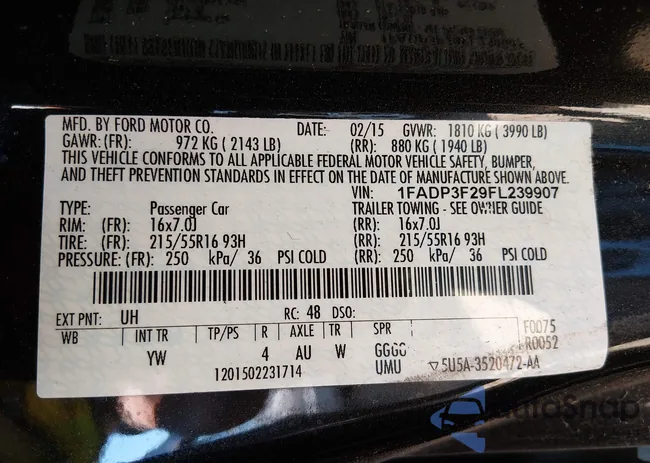 MFD. BY FORD MOTOR CO. DATE: 02/15 GVWR: 1810 KG ( 3990 LB)
GAWR: (FR): 972 KG ( 2143 LB) (RR): 880 KG ( 1940 LB)
THIS VEHICLE CONFORMS TO ALL APPLICABLE FEDERAL MOTOR VEHICLE SAFETY, BUMPER,
AND THEFT PREVENTION STANDARDS IN EFFECT ON THE DATE OF MANUFACTURE SHOWN ABOVE.
VIN: 1FADP3F29FL239907
TYPE: Passenger Car TRAILER TOWING - SEE OWNER GUIDE
RIM: (FR): 16x7.0J (RR): 16x7.0J
TIRE: (FR): 215/55R16 93H (RR): 215/55R16 93H
PRESSURE: (FR): 250 kPa/ 36 PSI COLD (RR): 250 kPa/ 36 PSI COLD
EXT PNT: UH RC: 48 DSO: F0075
WB INT TR TP/PS R AXLE TR SPR R0052
YW 4 AU W GGGC
1201502231714 UMU 5U5A-3520472-AA
AutoSnap